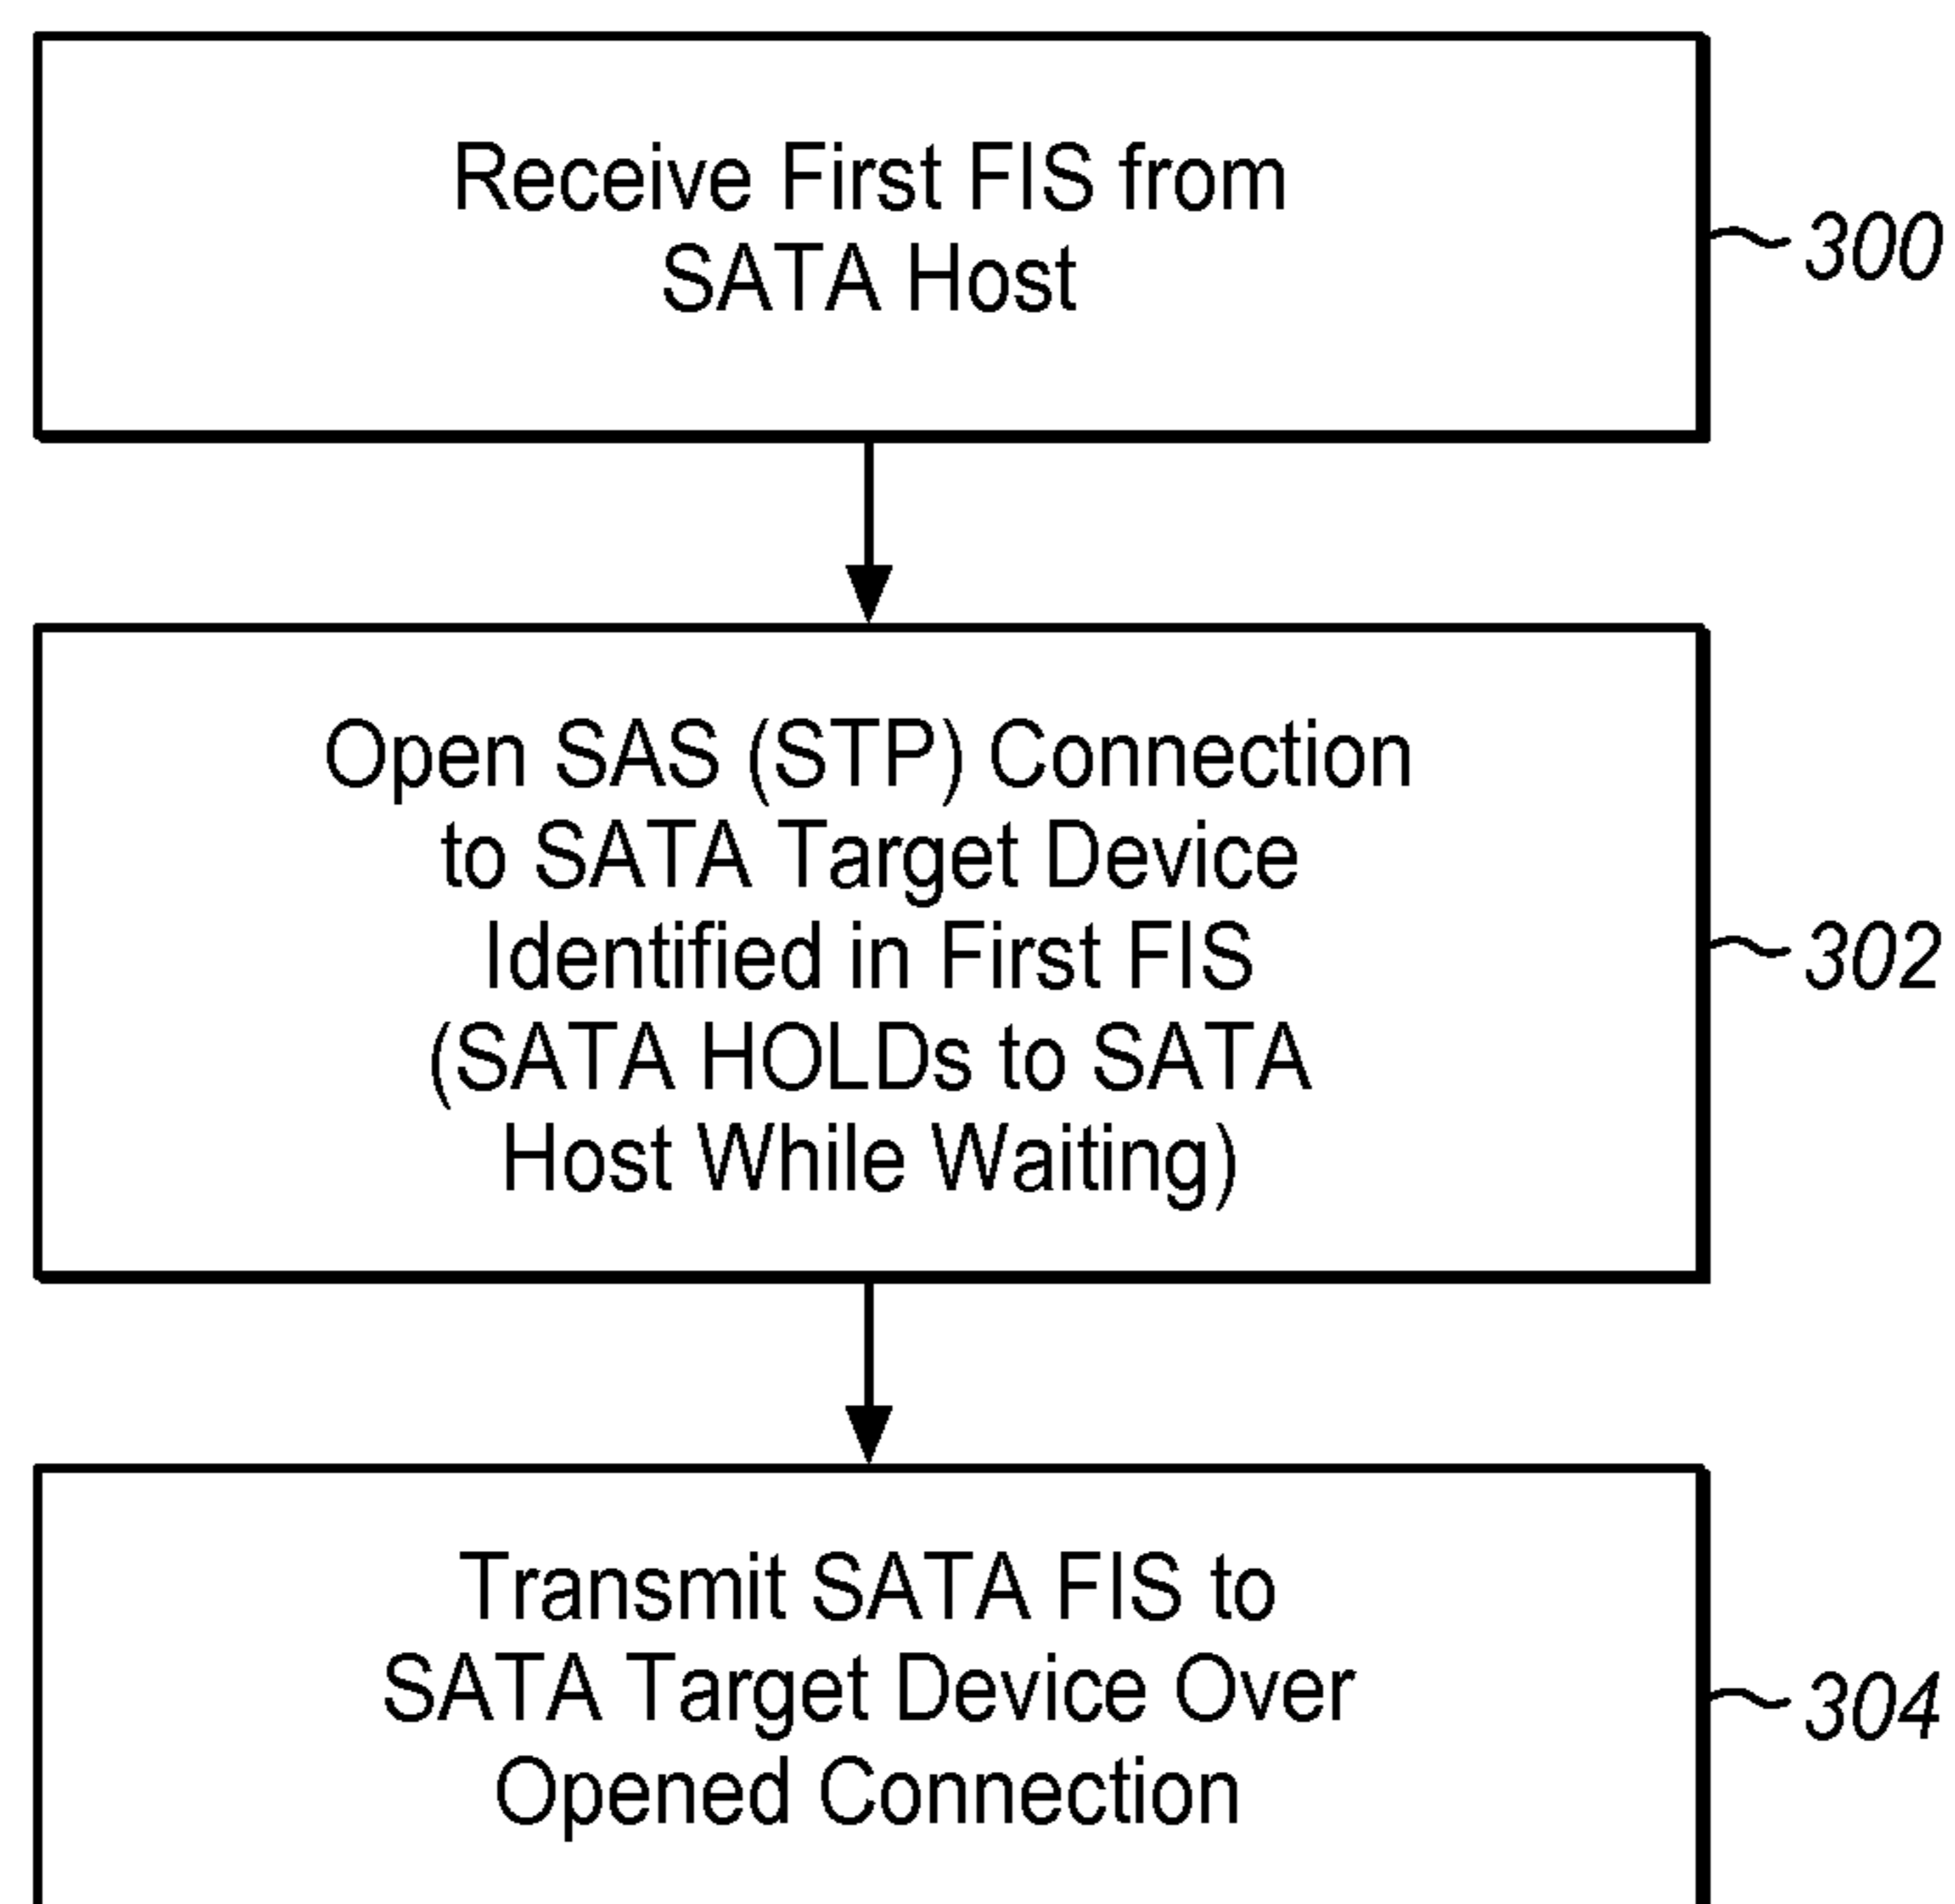 Receive First FIS from
SATA Host
300
Open SAS (STP) Connection
to SATA Target Device
Identified in First FIS
(SATA HOLDs to SATA
Host While Waiting)
302
Transmit SATA FIS to
SATA Target Device Over
Opened Connection
304